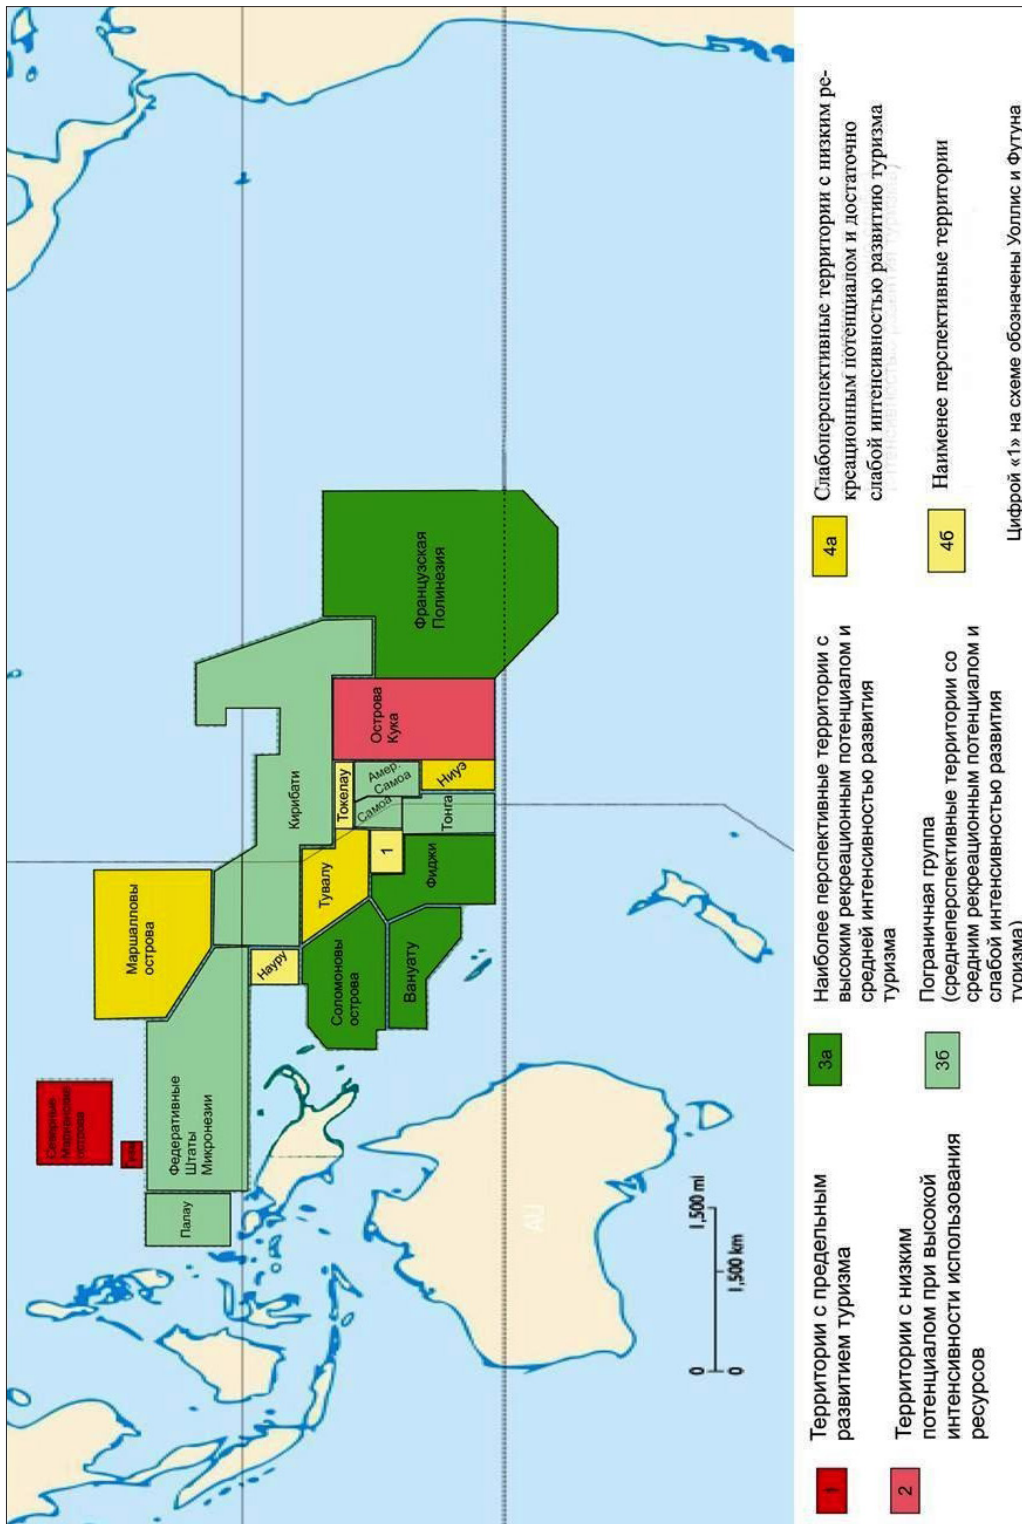 Северные
Марианские
острова
Гуам
Маршалловы
острова
Палау
Федеративные
Штаты
Микронезии
Кирибати
Науру
Тувалу
Токелау
Соломоновы
острова
Самоа
Амер.
Самоа
Острова
Кука
Французская
Полинезия
1
Вануату
Фиджи
Тонга
Ниуэ
AU
1,500 mi
0
0
1,500 km
1
Территории с предельным
развитием туризма
2
Территории с низким
потенциалом при высокой
интенсивности использования
ресурсов
3а
Наиболее перспективные территории с
высоким рекреационным потенциалом и
средней интенсивностью развития
туризма
3б
Пограничная группа
(среднеперспективные территории со
средним рекреационным потенциалом и
слабой интенсивностью развития
туризма)
4а
Слабоперспективные территории с низким ре-
креационным потенциалом и достаточно
слабой интенсивностью развитию туризма
4б
Наименее перспективные территории
Цифрой «1» на схеме обозначены Уоллис и Футуна